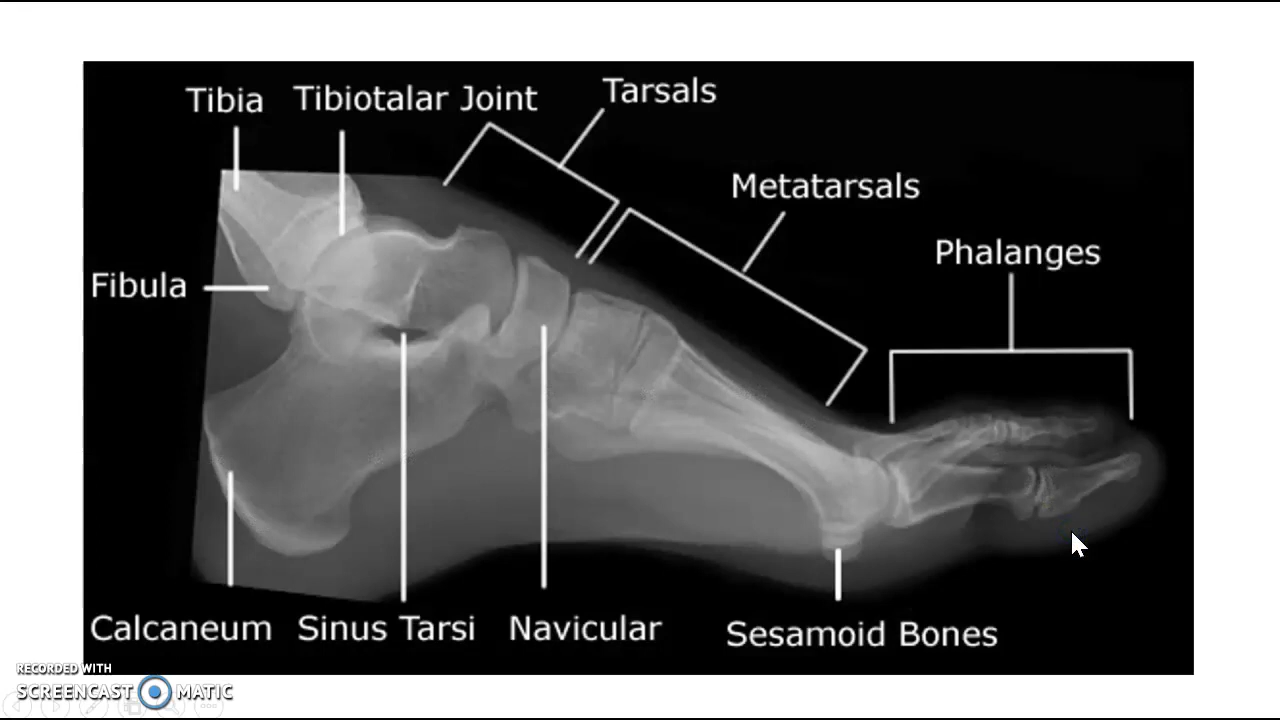 Tibia
Tibiotalar Joint
Tarsals
Metatarsals
Phalanges
Fibula
Calcaneum
Sinus Tarsi
Navicular
Sesamoid Bones
RECORDED WITH
SCREENCAST MATIC